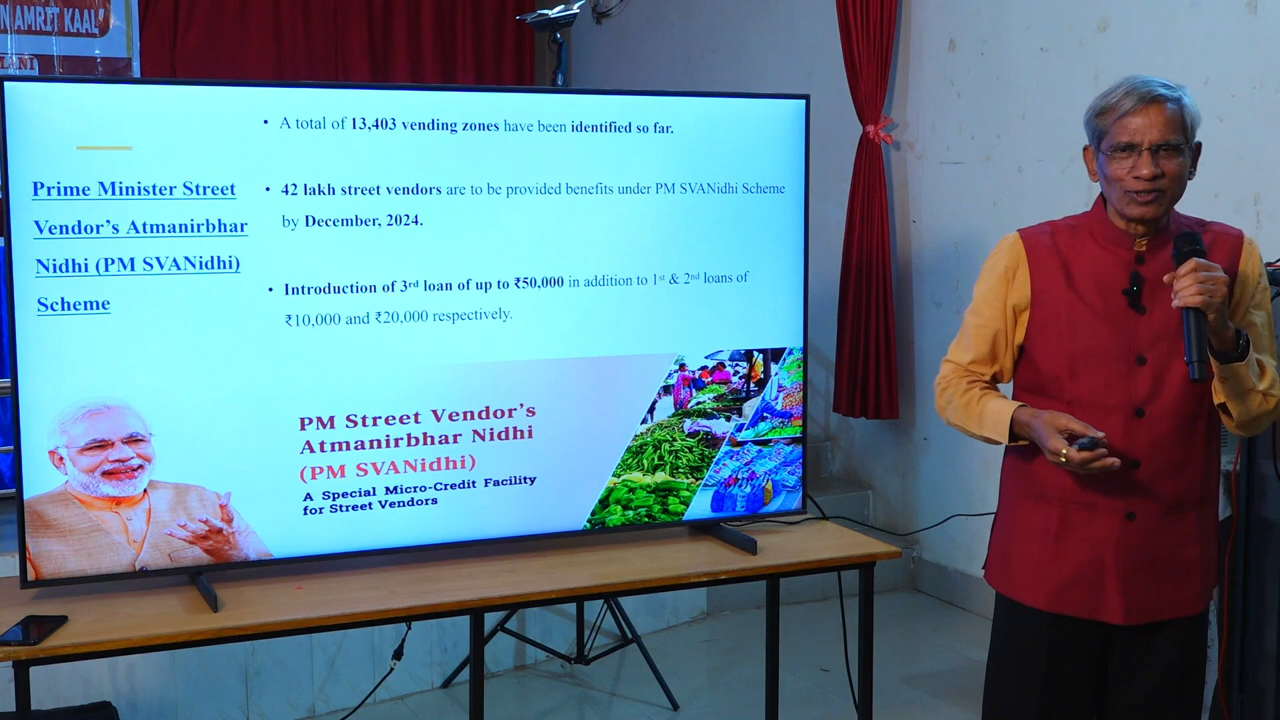 N AMRIT KAAL"
MANI
Prime Minister Street
Vendor's Atmanirbhar
Nidhi (PM SVANidhi)
Scheme
• A total of 13,403 vending zones have been identified so far.
• 42 lakh street vendors are to be provided benefits under PM SVANidhi Scheme
by December, 2024.
• Introduction of 3rd loan of up to ₹50,000 in addition to 1st & 2nd loans of
₹10,000 and ₹20,000 respectively.
PM Street Vendor's
Atmanirbhar Nidhi
(PM SVANidhi)
A Special Micro-Credit Facility
for Street Vendors